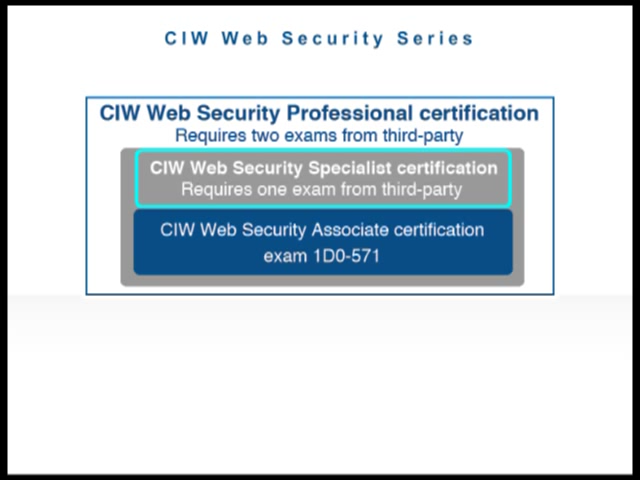 CIW Web Security Series
CIW Web Security Professional certification
Requires two exams from third-party
CIW Web Security Specialist certification
Requires one exam from third-party
CIW Web Security Associate certification
exam 1D0-571